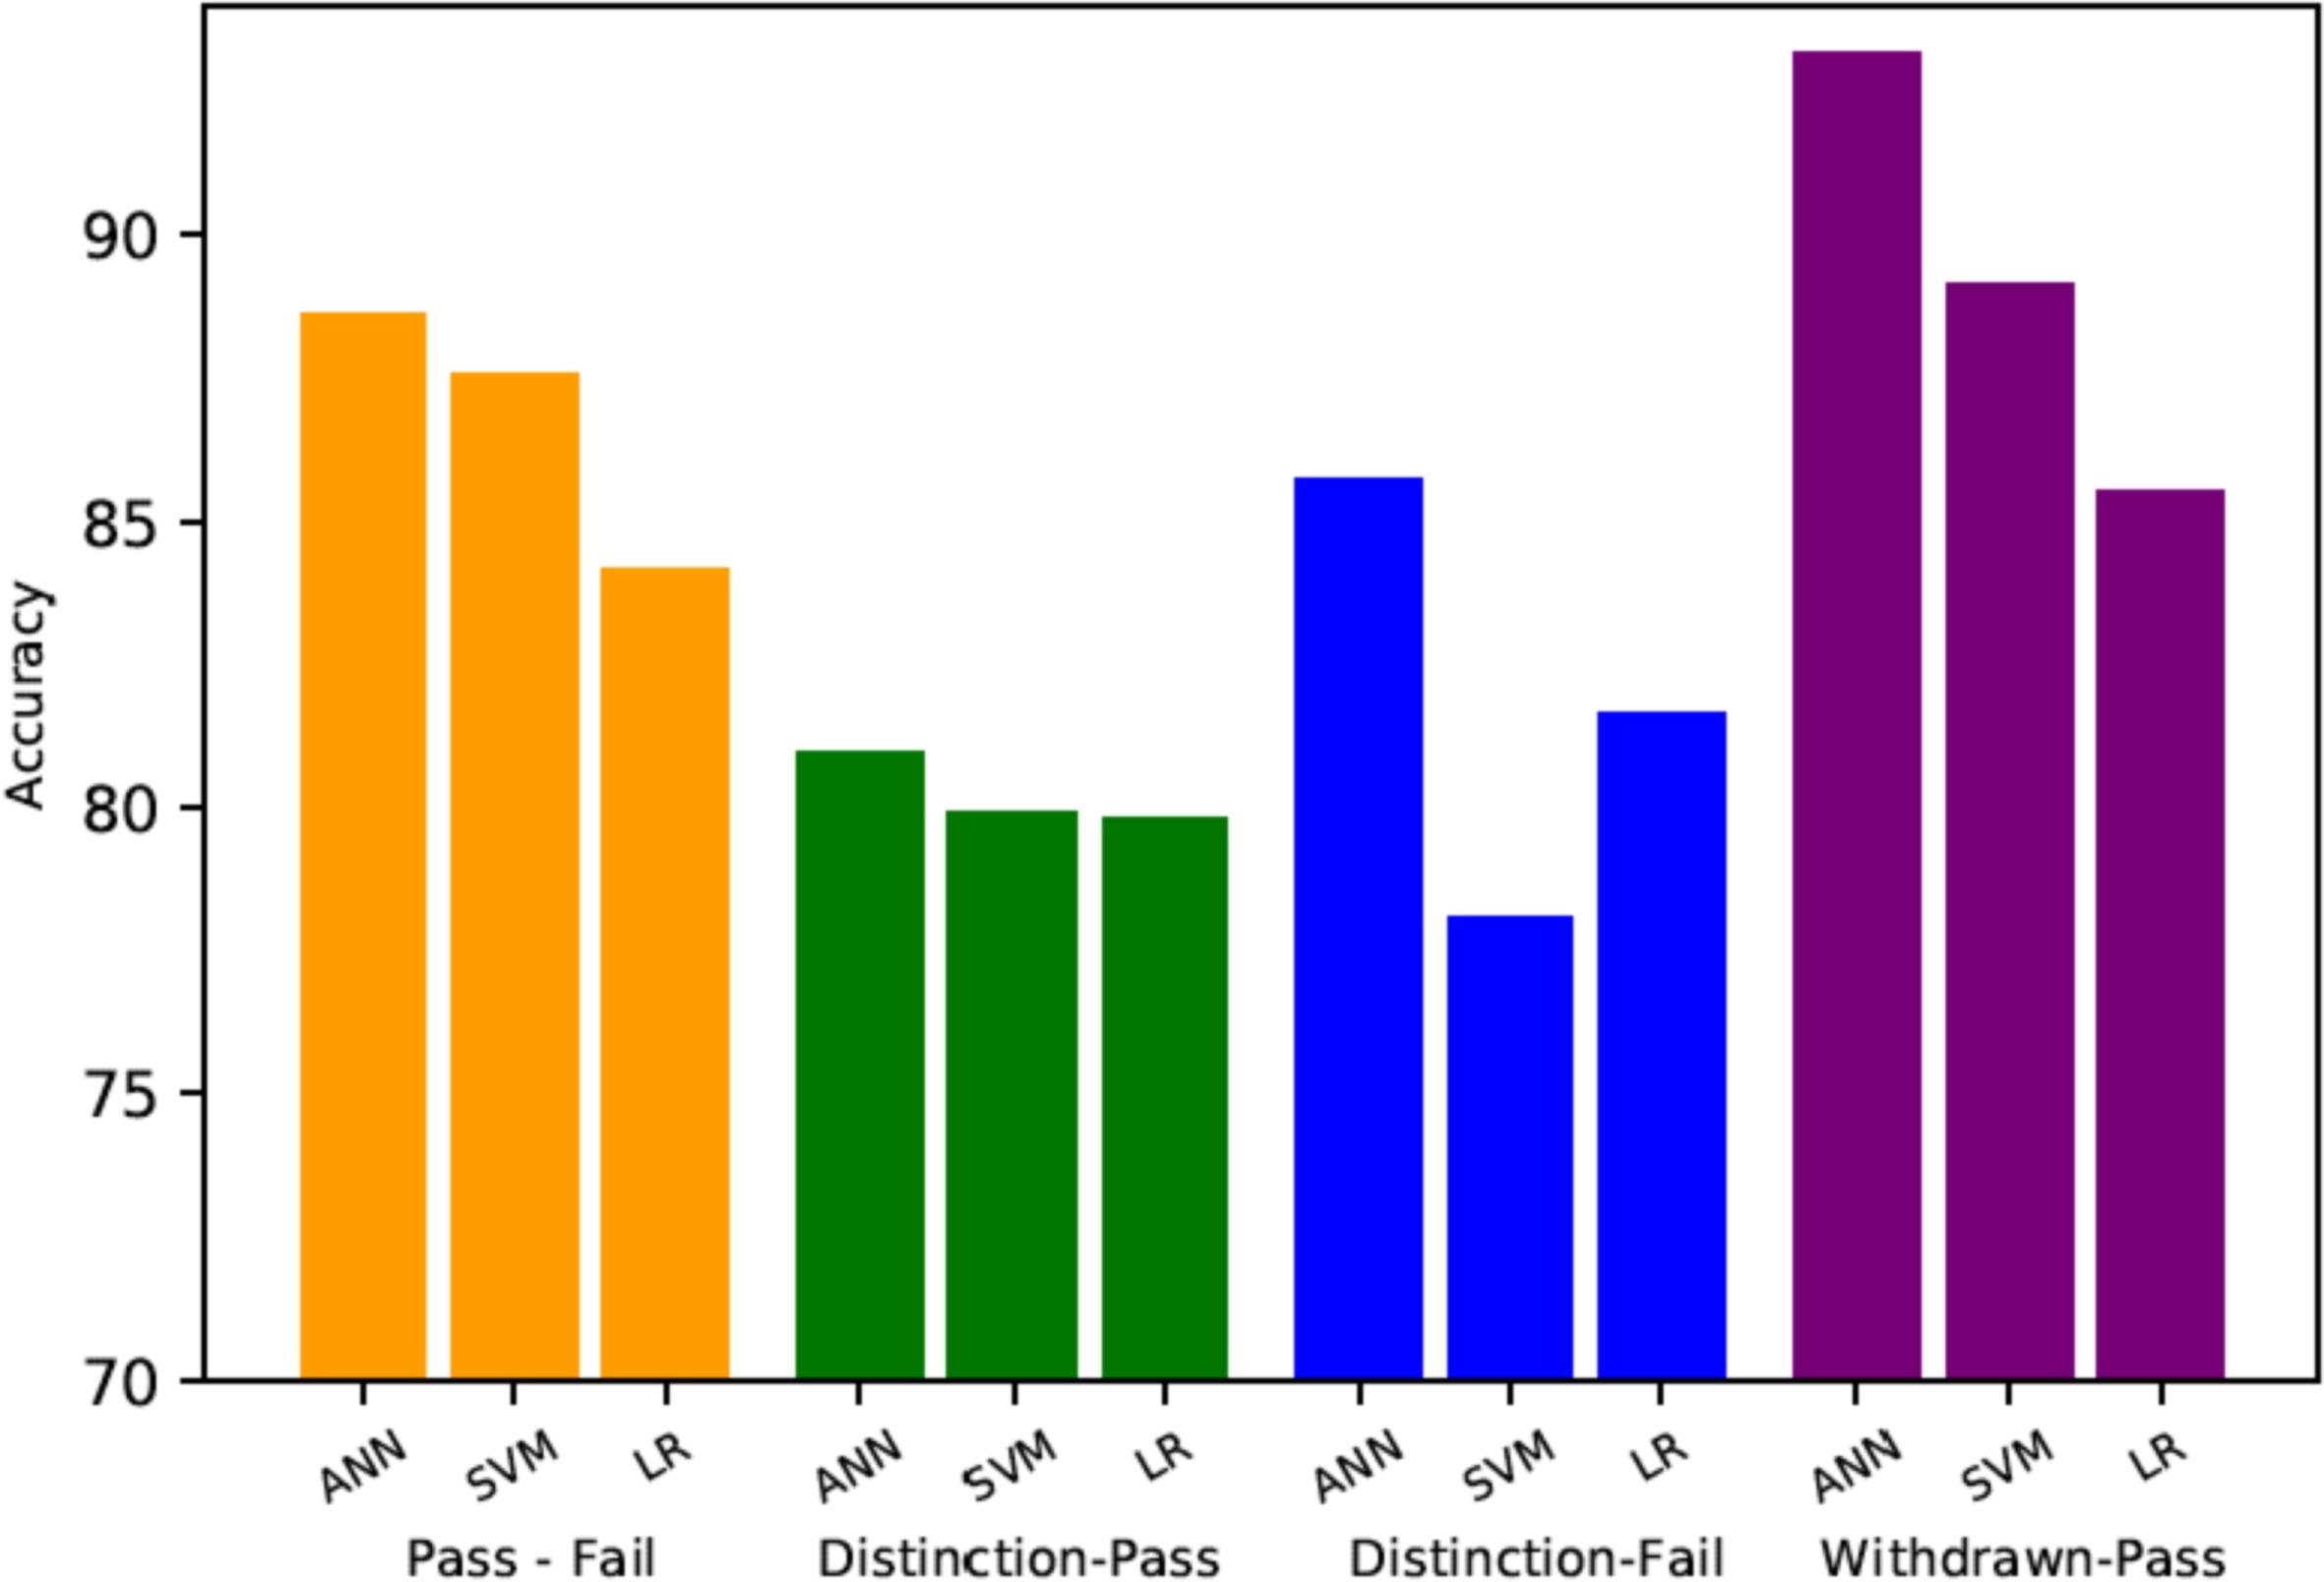 Accuracy
90
85
80
75
70
ANN SVM LR ANN SVM LR ANN SVM LR ANN SVM LR
Pass - Fail Distinction-Pass Distinction-Fail Withdrawn-Pass